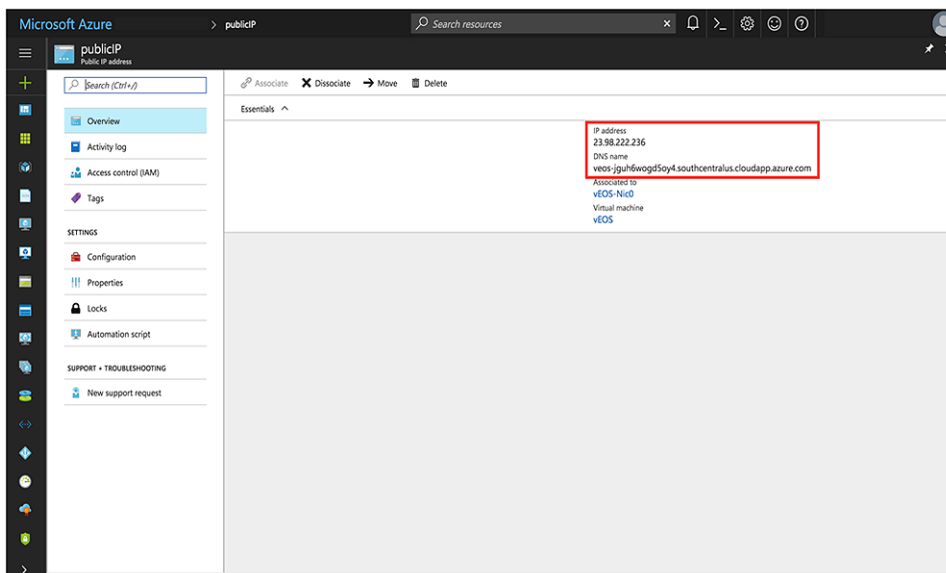 Microsoft Azure > publicIP Search resources ×
publicIP
Public IP address
Search (Ctrl+/)
Associate Dissociate Move Delete
Essentials
Overview
Activity log
Access control (IAM)
Tags
SETTINGS
Configuration
Properties
Locks
Automation script
SUPPORT + TROUBLESHOOTING
New support request
IP address
23.98.222.236
DNS name
veos-jguh6wogd5oy4.southcentralus.cloudapp.azure.com
Associated to
vEOS-Nic0
Virtual machine
vEOS